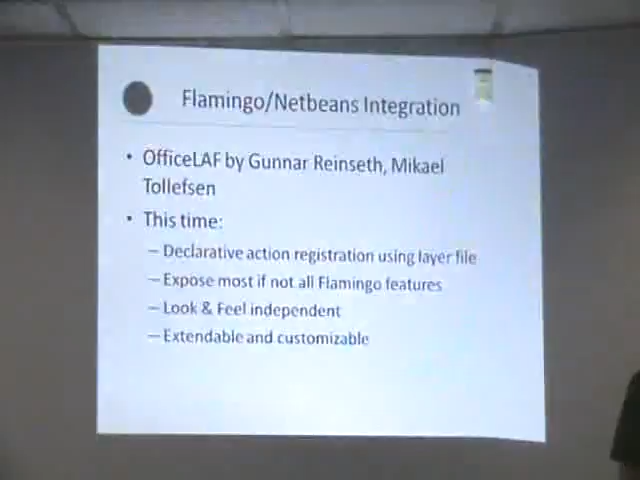 Flamingo/Netbeans Integration
• OfficeLAF by Gunnar Reinseth, Mikael
Tollefsen
• This time:
– Declarative action registration using layer file
– Expose most if not all Flamingo features
– Look & Feel independent
– Extendable and customizable